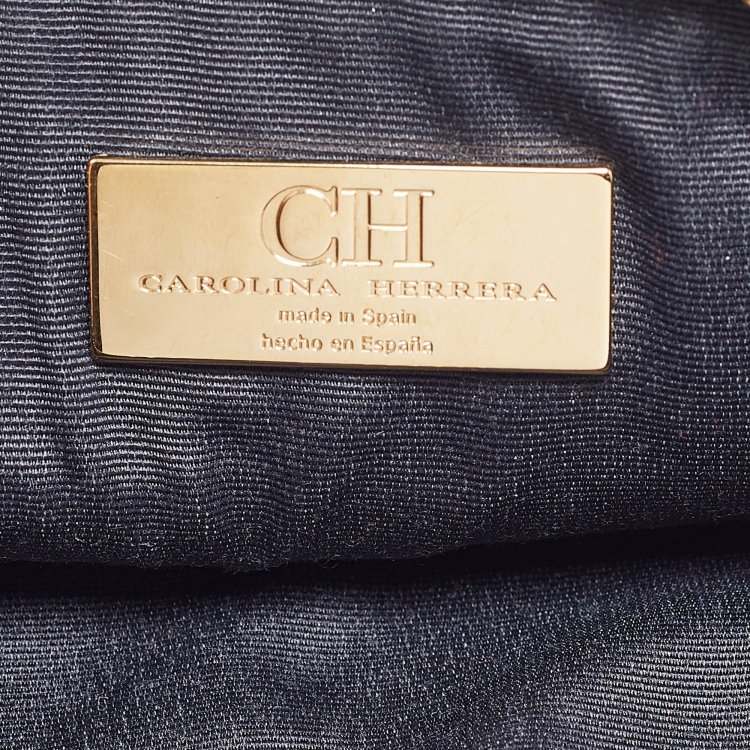 CH
CAROLINA HERRERA
made in Spain
hecho en España